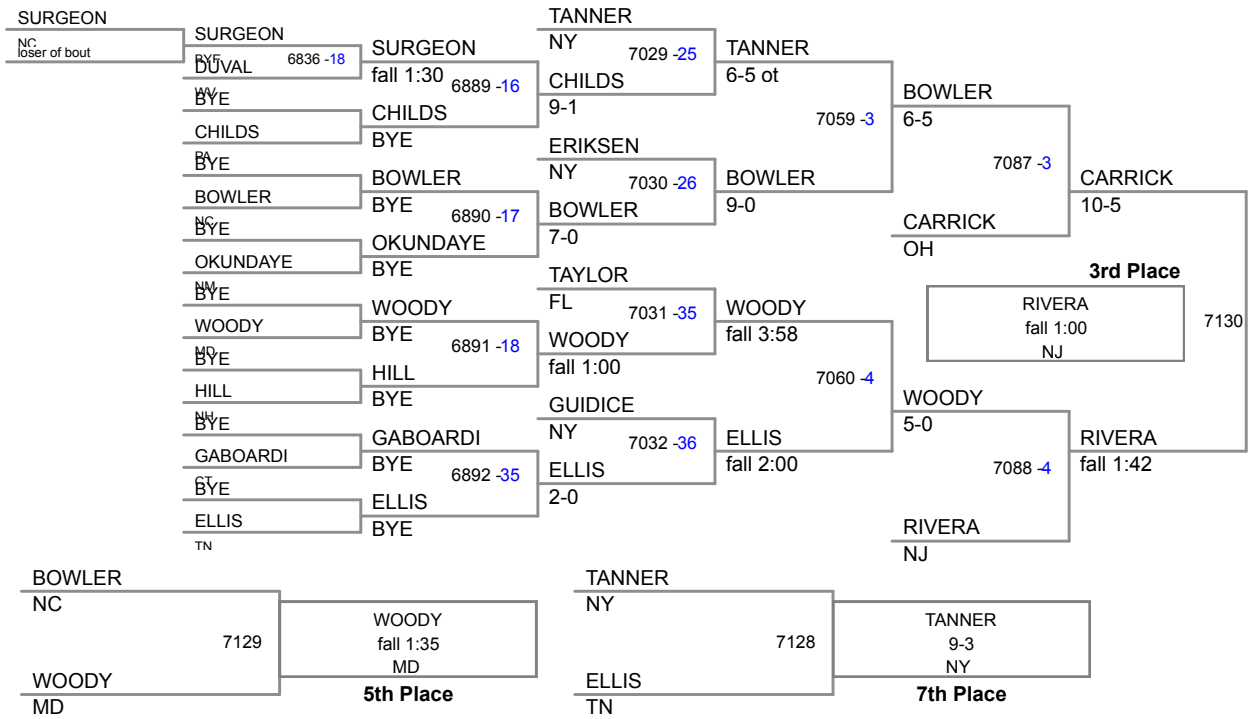 SURGEON
NC
loser of bout
SURGEON
BYE
6836 -18
DUVAL
WV
BYE
CHILDS
PA
BYE
BOWLER
NC
BYE
OKUNDAYE
NM
BYE
WOODY
MD
BYE
HILL
NH
BYE
GABOARDI
CT
BYE
ELLIS
TN
SURGEON
fall 1:30
6889 -16
CHILDS
BYE
BOWLER
BYE
6890 -17
OKUNDAYE
BYE
WOODY
BYE
6891 -18
HILL
BYE
GABOARDI
BYE
6892 -35
ELLIS
BYE
TANNER
NY
7029 -25
CHILDS
9-1
ERIKSEN
NY
7030 -26
BOWLER
7-0
TAYLOR
FL
7031 -35
WOODY
fall 1:00
GUIDICE
NY
7032 -36
ELLIS
2-0
TANNER
6-5 ot
7059 -3
BOWLER
9-0
WOODY
fall 3:58
7060 -4
ELLIS
fall 2:00
BOWLER
6-5
7087 -3
CARRICK
OH
WOODY
5-0
7088 -4
RIVERA
NJ
CARRICK
10-5
3rd Place
RIVERA
fall 1:00
NJ
7130
RIVERA
fall 1:42
BOWLER
NC
7129
WOODY
MD
WOODY
fall 1:35
MD
5th Place
TANNER
NY
7128
ELLIS
TN
TANNER
9-3
NY
7th Place